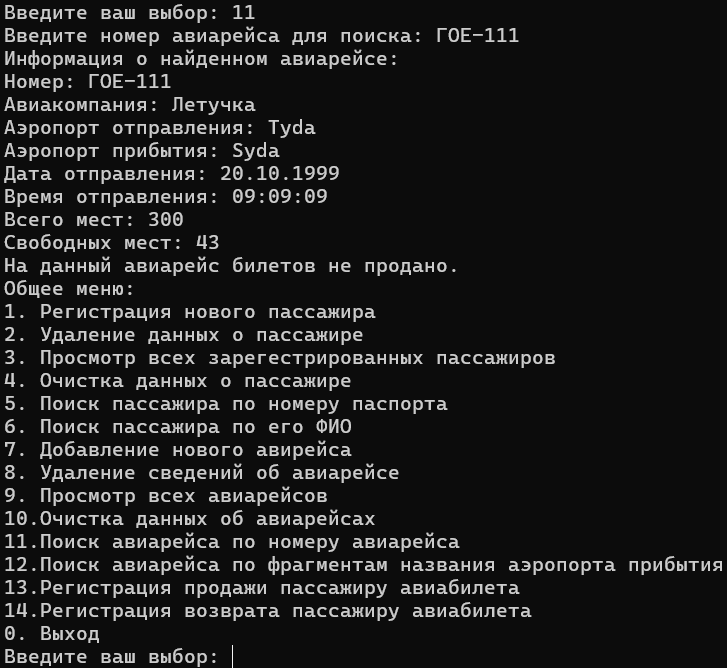 Введите ваш выбор: 11
Введите номер авиарейса для поиска: ГОЕ-111
Информация о найденном авиарейсе:
Номер: ГОЕ-111
Авиакомпания: Летучка
Аэропорт отправления: Tyda
Аэропорт прибытия: Syda
Дата отправления: 20.10.1999
Время отправления: 09:09:09
Всего мест: 300
Свободных мест: 43
На данный авиарейс билетов не продано.
Общее меню:
1. Регистрация нового пассажира
2. Удаление данных о пассажире
3. Просмотр всех зарегестрированных пассажиров
4. Очистка данных о пассажире
5. Поиск пассажира по номеру паспорта
6. Поиск пассажира по его ФИО
7. Добавление нового авирейса
8. Удаление сведений об авиарейсе
9. Просмотр всех авиарейсов
10.Очистка данных об авиарейсах
11.Поиск авиарейса по номеру авиарейса
12.Поиск авиарейса по фрагментам названия аэропорта прибытия
13.Регистрация продажи пассажиру авиабилета
14.Регистрация возврата пассажиру авиабилета
0. Выход
Введите ваш выбор: